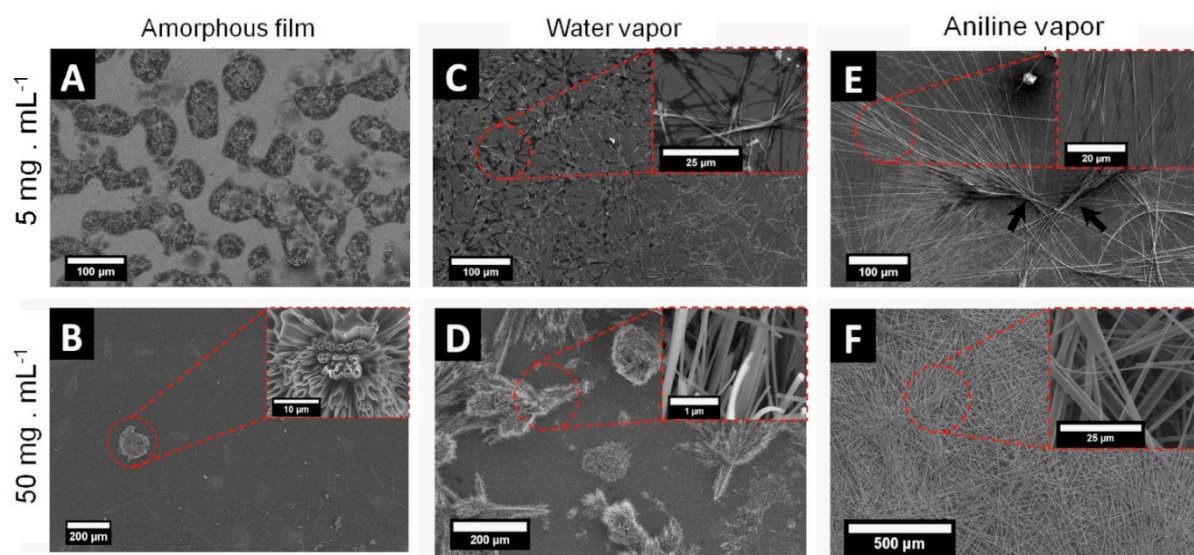 Amorphous film
Water vapor
Aniline vapor
5 mg . mL⁻¹
A
100 µm
C
25 µm
100 µm
E
20 µm
100 µm
50 mg . mL⁻¹
B
10 µm
200 µm
D
1 µm
200 µm
F
25 µm
500 µm